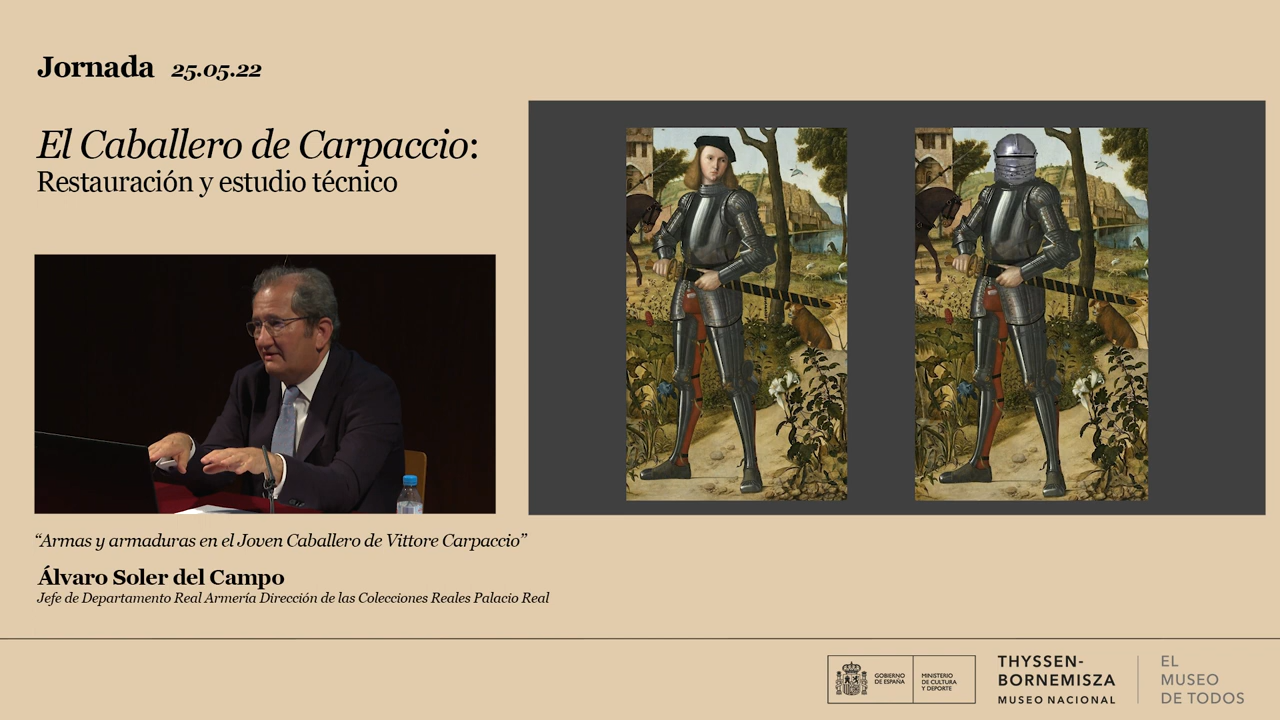 Jornada 25.05.22
El Caballero de Carpaccio:
Restauración y estudio técnico
“Armas y armaduras en el Joven Caballero de Vittore Carpaccio”
Álvaro Soler del Campo
Jefe de Departamento Real Armería Dirección de las Colecciones Reales Palacio Real
GOBIERNO
DE ESPAÑA
MINISTERIO
DE CULTURA
Y DEPORTE
THYSSEN-
BORNEMISZA
MUSEO NACIONAL
EL
MUSEO
DE TODOS